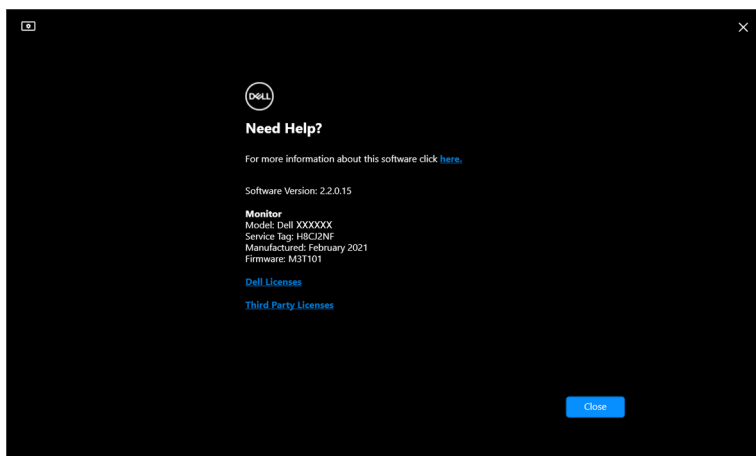 DELL
Need Help?
For more information about this software click here.
Software Version: 2.2.0.15
Monitor
Model: Dell XXXXXX
Service Tag: H8CJ2NF
Manufactured: February 2021
Firmware: M3T101
Dell Licenses
Third Party Licenses
Close